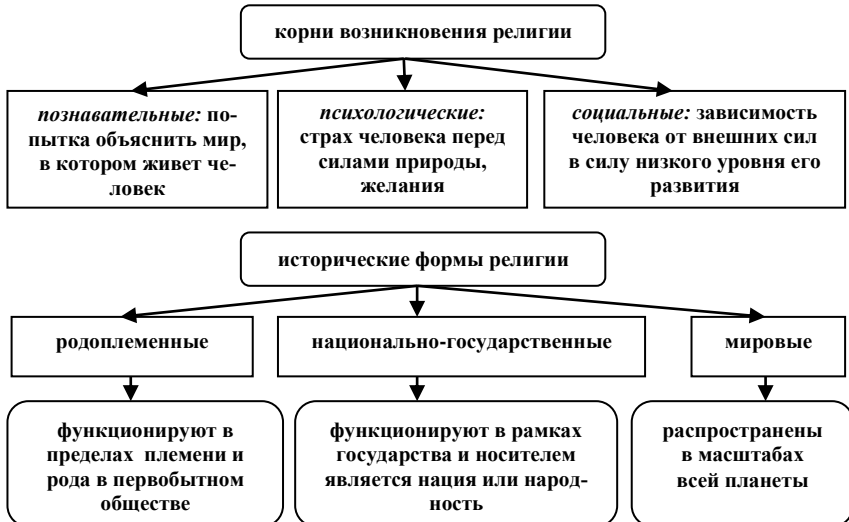 корни возникновения религии
познавательные: по-
пытка объяснить мир,
в котором живет че-
ловек
психологические:
страх человека перед
силами природы,
желания
социальные: зависимость
человека от внешних сил
в силу низкого уровня его
развития
исторические формы религии
родоплеменные
национально-государственные
мировые
функционируют в
пределах племени и
рода в первобытном
обществе
функционируют в рамках
государства и носителем
является нация или народ-
ность
распространены
в масштабах
всей планеты